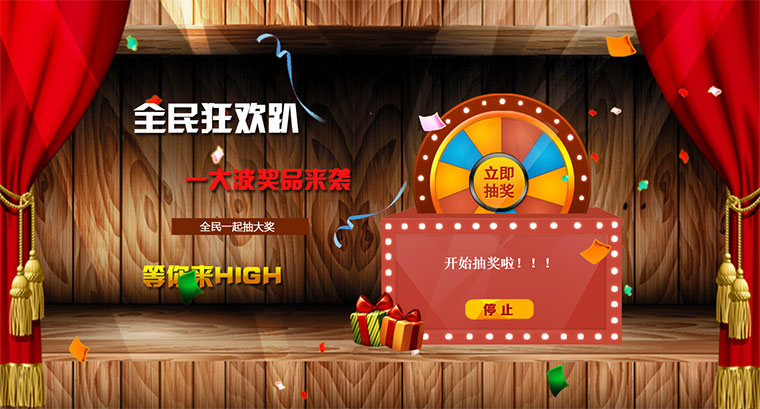 全民狂欢趴
一大波奖品来袭
全民一起抽大奖
等你来HIGH
立即
抽奖
开始抽奖啦！！！
停止